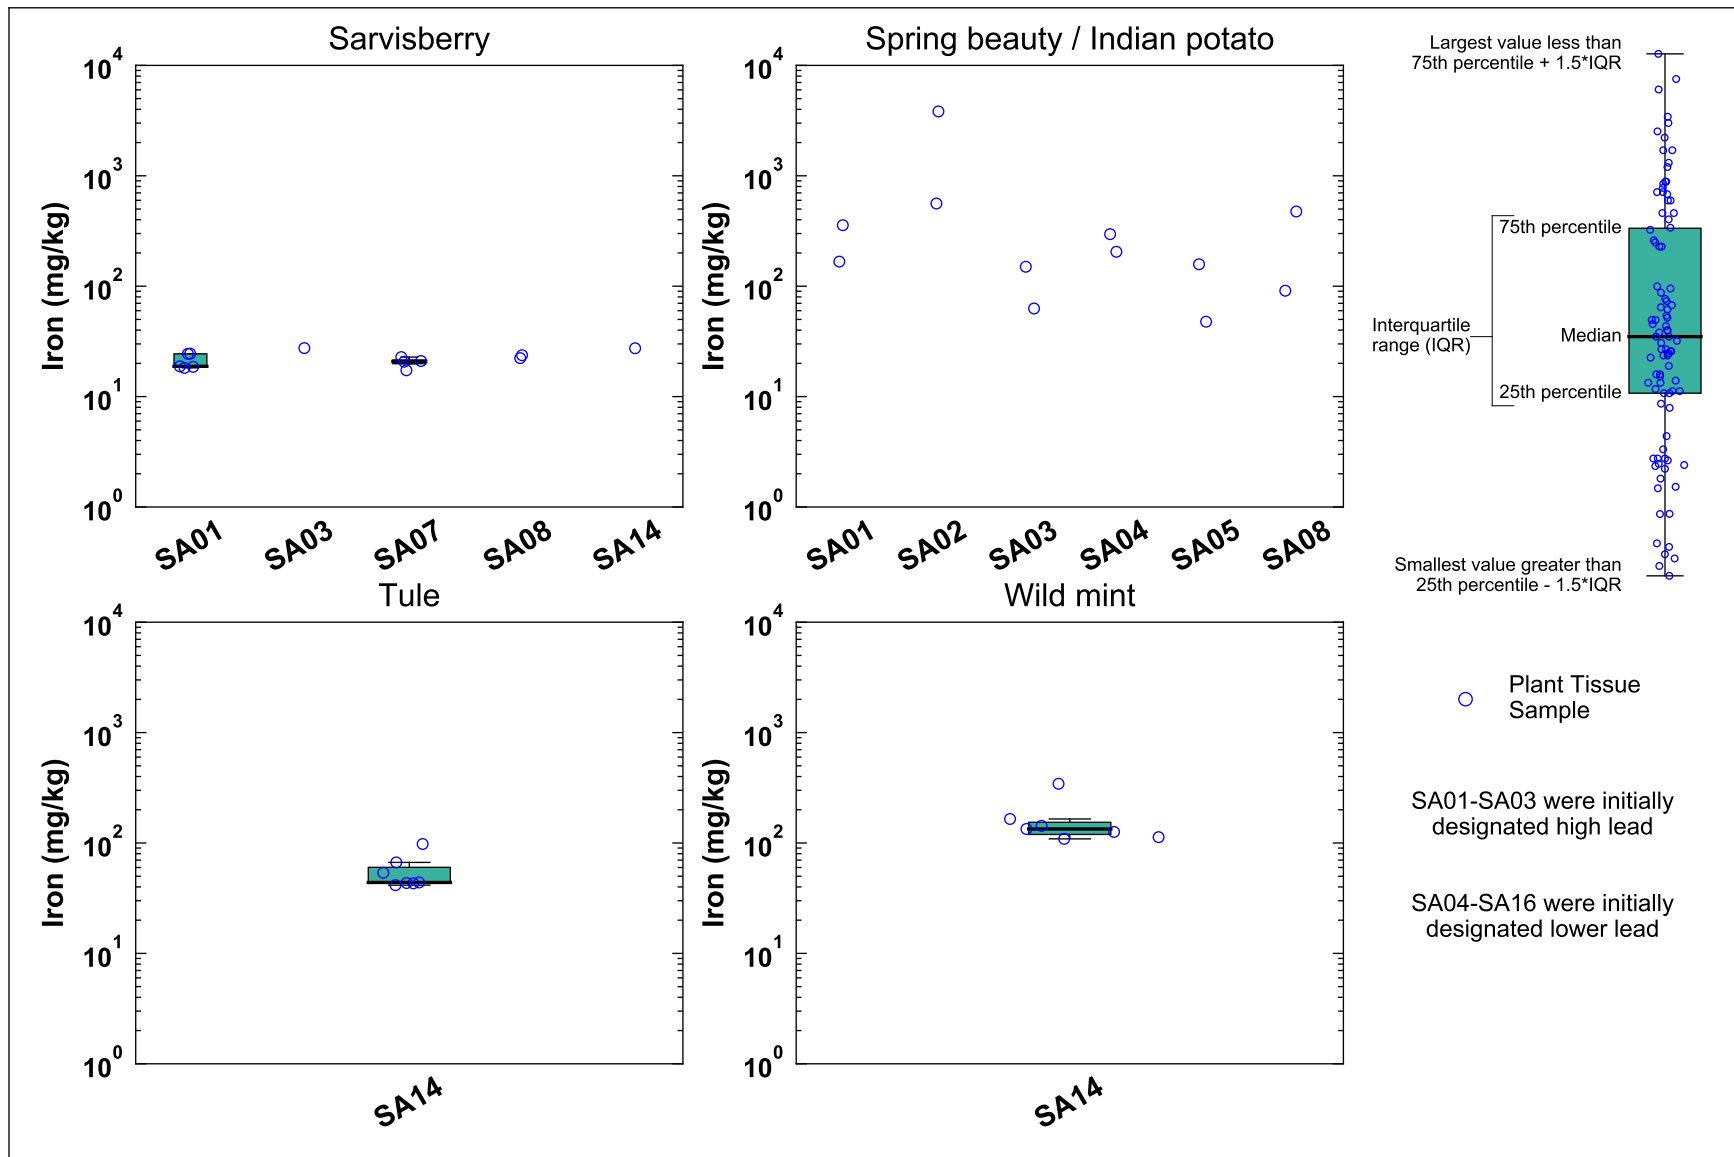 Sarvisberry
10^4
10^3
10^2
10^1
10^0
Iron (mg/kg)
SA01
SA03
SA07
SA08
SA14
Spring beauty / Indian potato
10^4
10^3
10^2
10^1
10^0
Iron (mg/kg)
SA01
SA02
SA03
SA04
SA05
SA08
Tule
10^4
10^3
10^2
10^1
10^0
Iron (mg/kg)
SA14
Wild mint
10^4
10^3
10^2
10^1
10^0
Iron (mg/kg)
SA14
Largest value less than
75th percentile + 1.5*IQR
75th percentile
Interquartile
range (IQR)
Median
25th percentile
Smallest value greater than
25th percentile - 1.5*IQR
Plant Tissue
Sample
SA01-SA03 were initially
designated high lead
SA04-SA16 were initially
designated lower lead